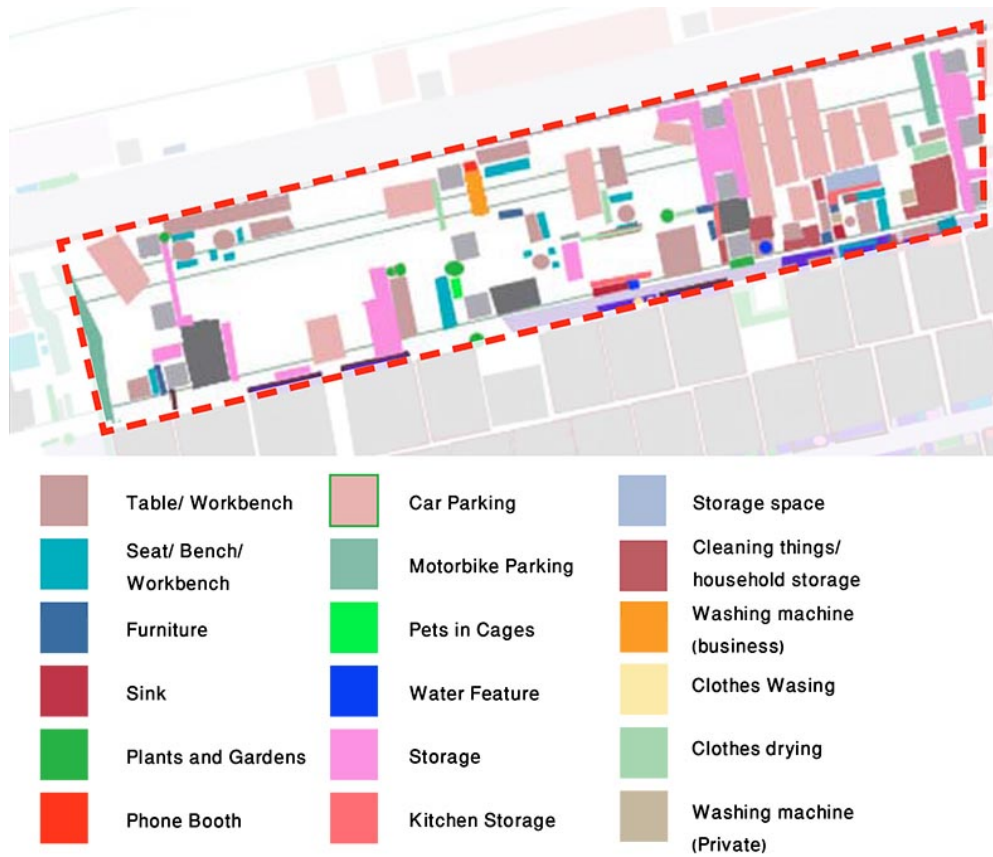 Table/ Workbench
Seat/ Bench/
Workbench
Furniture
Sink
Plants and Gardens
Phone Booth
Car Parking
Motorbike Parking
Pets in Cages
Water Feature
Storage
Kitchen Storage
Storage space
Cleaning things/
household storage
Washing machine
(business)
Clothes Wasing
Clothes drying
Washing machine
(Private)